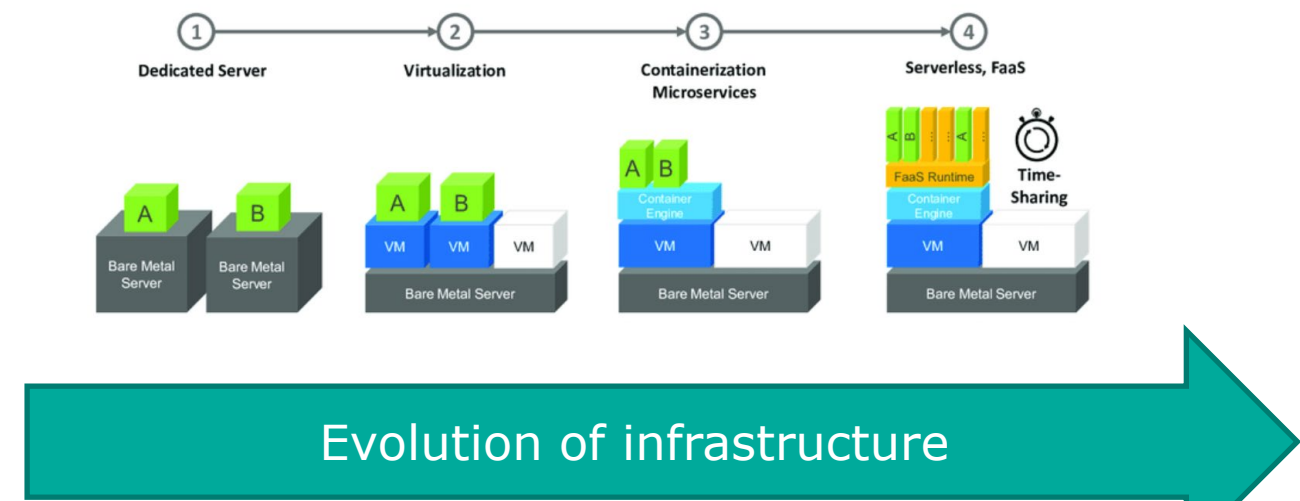 1
2
3
4
Dedicated Server
Virtualization
Containerization
Microservices
Serverless, FaaS
A
Bare Metal
Server
B
Bare Metal
Server
A
B
VM
VM
VM
Bare Metal Server
A
B
Container
Engine
VM
VM
Bare Metal Server
A
B
...
...
A
...
FaaS Runtime
Container
Engine
VM
VM
Bare Metal Server
Time-
Sharing
Evolution of infrastructure